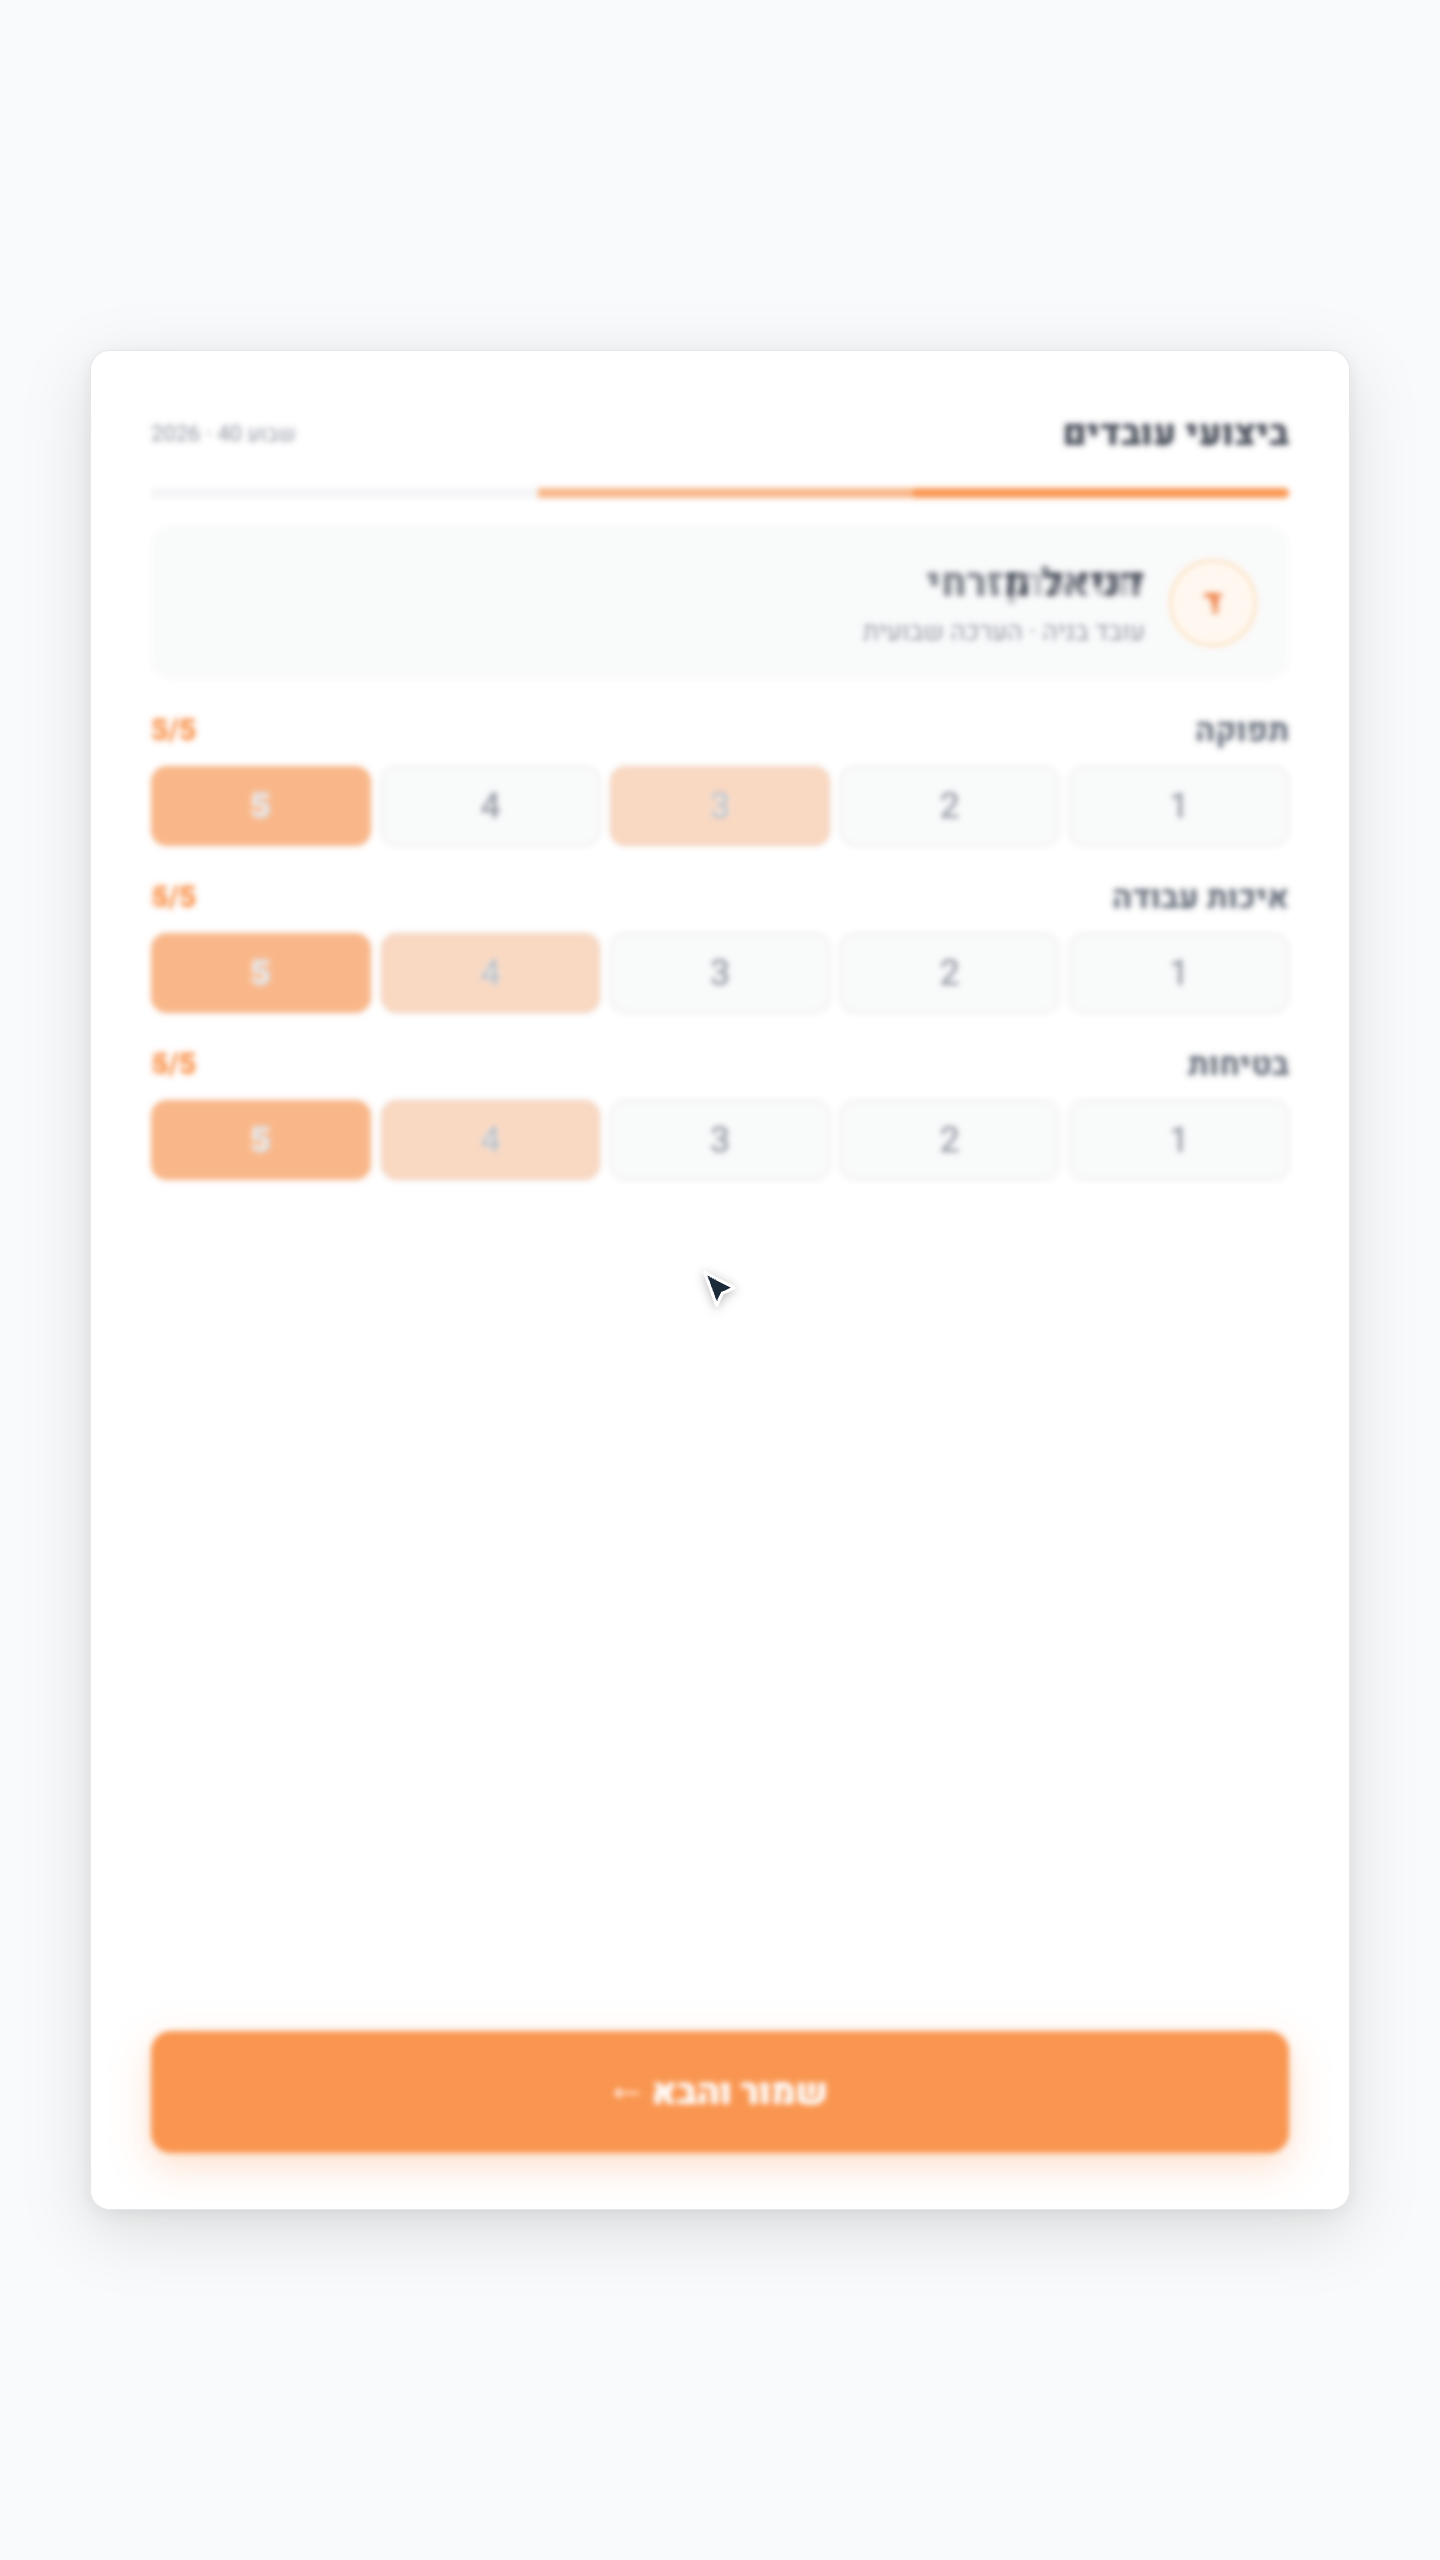 ביצועי עובדים
שבוע 40 · 2026
ד
דניאל מזרחי
עובד בניה · הערכה שבועית
תפוקה
5/5
1 2 3 4 5
איכות עבודה
5/5
1 2 3 4 5
בטיחות
5/5
1 2 3 4 5
שמור והבא ←